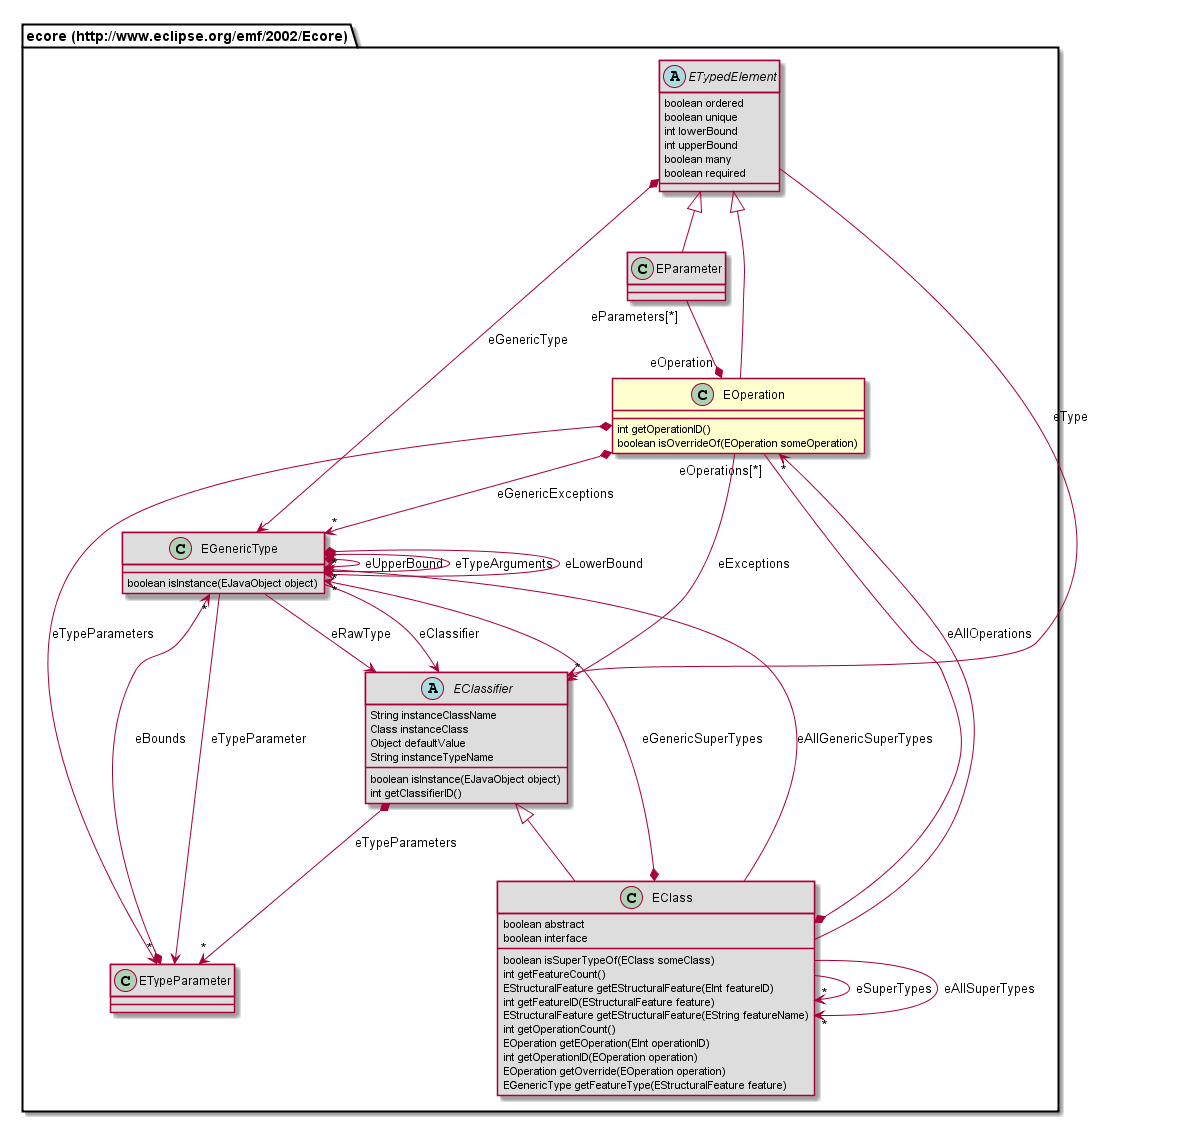 ecore (http://www.eclipse.org/emf/2002/Ecore)
A ETypedElement
boolean ordered
boolean unique
int lowerBound
int upperBound
boolean many
boolean required
C EParameter
eParameters[*]
eGenericType
eOperation
C EOperation
int getOperationID()
boolean isOverrideOf(EOperation someOperation)
eType
eOperations[*]
*
eGenericExceptions
*
C EGenericType
boolean isInstance(EJavaObject object)
eUpperBound
eTypeArguments
eLowerBound
*
*
*
eExceptions
eTypeParameters
eRawType
eClassifier
eAllOperations
*
A EClassifier
String instanceClassName
Class instanceClass
Object defaultValue
String instanceTypeName
boolean isInstance(EJavaObject object)
int getClassifierID()
eBounds
eTypeParameter
eGenericSuperTypes
eAllGenericSuperTypes
eTypeParameters
C EClass
boolean abstract
boolean interface
boolean isSuperTypeOf(EClass someClass)
int getFeatureCount()
EStructuralFeature getEStructuralFeature(EInt featureID)
int getFeatureID(EStructuralFeature feature)
EStructuralFeature getEStructuralFeature(EString featureName)
int getOperationCount()
EOperation getEOperation(EInt operationID)
int getOperationID(EOperation operation)
EOperation getOverride(EOperation operation)
EGenericType getFeatureType(EStructuralFeature feature)
*
*
C ETypeParameter
*
eSuperTypes
eAllSuperTypes
*